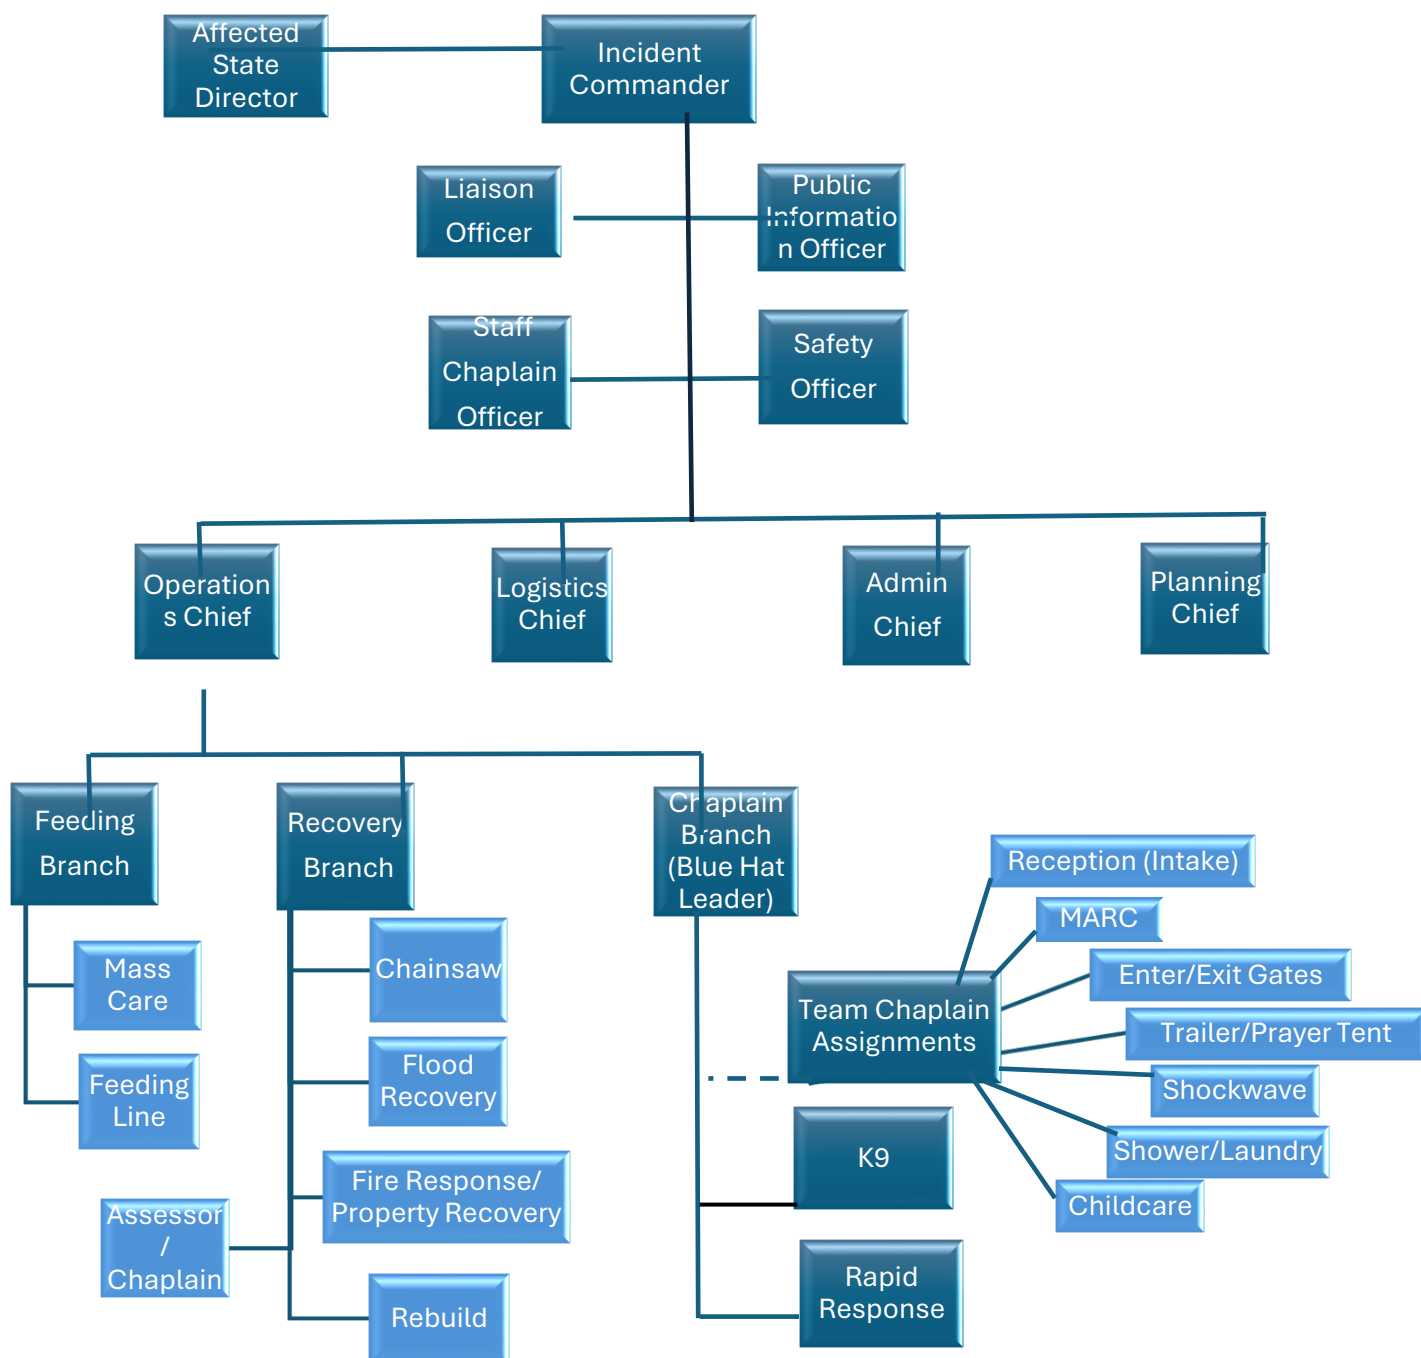 Affected
State
Director
Incident
Commander
Liaison
Officer
Public
Informatio
n Officer
Staff
Chaplain
Officer
Safety
Officer
Operation
s Chief
Logistics
Chief
Admin
Chief
Planning
Chief
Feeding
Branch
Recovery
Branch
Chaplain
Branch
(Blue Hat
Leader)
Mass
Care
Feeding
Line
Chainsaw
Flood
Recovery
Fire Response/
Property Recovery
Assessor
/
Chaplain
Rebuild
Team Chaplain
Assignments
K9
Rapid
Response
Reception (Intake)
MARC
Enter/Exit Gates
Trailer/Prayer Tent
Shockwave
Shower/Laundry
Childcare